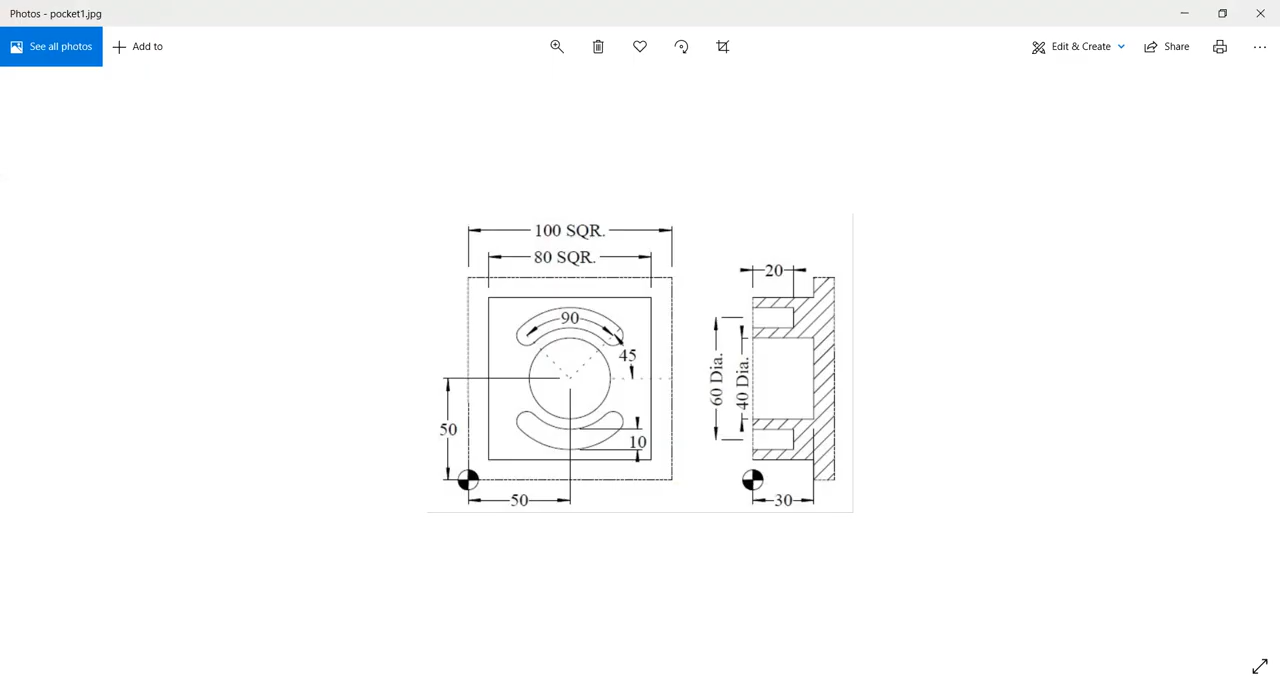 Photos - pocket1.jpg
See all photos
Add to
Edit & Create
Share
100 SQR.
80 SQR.
20
90
45
60 Dia.
40 Dia.
50
10
50
30